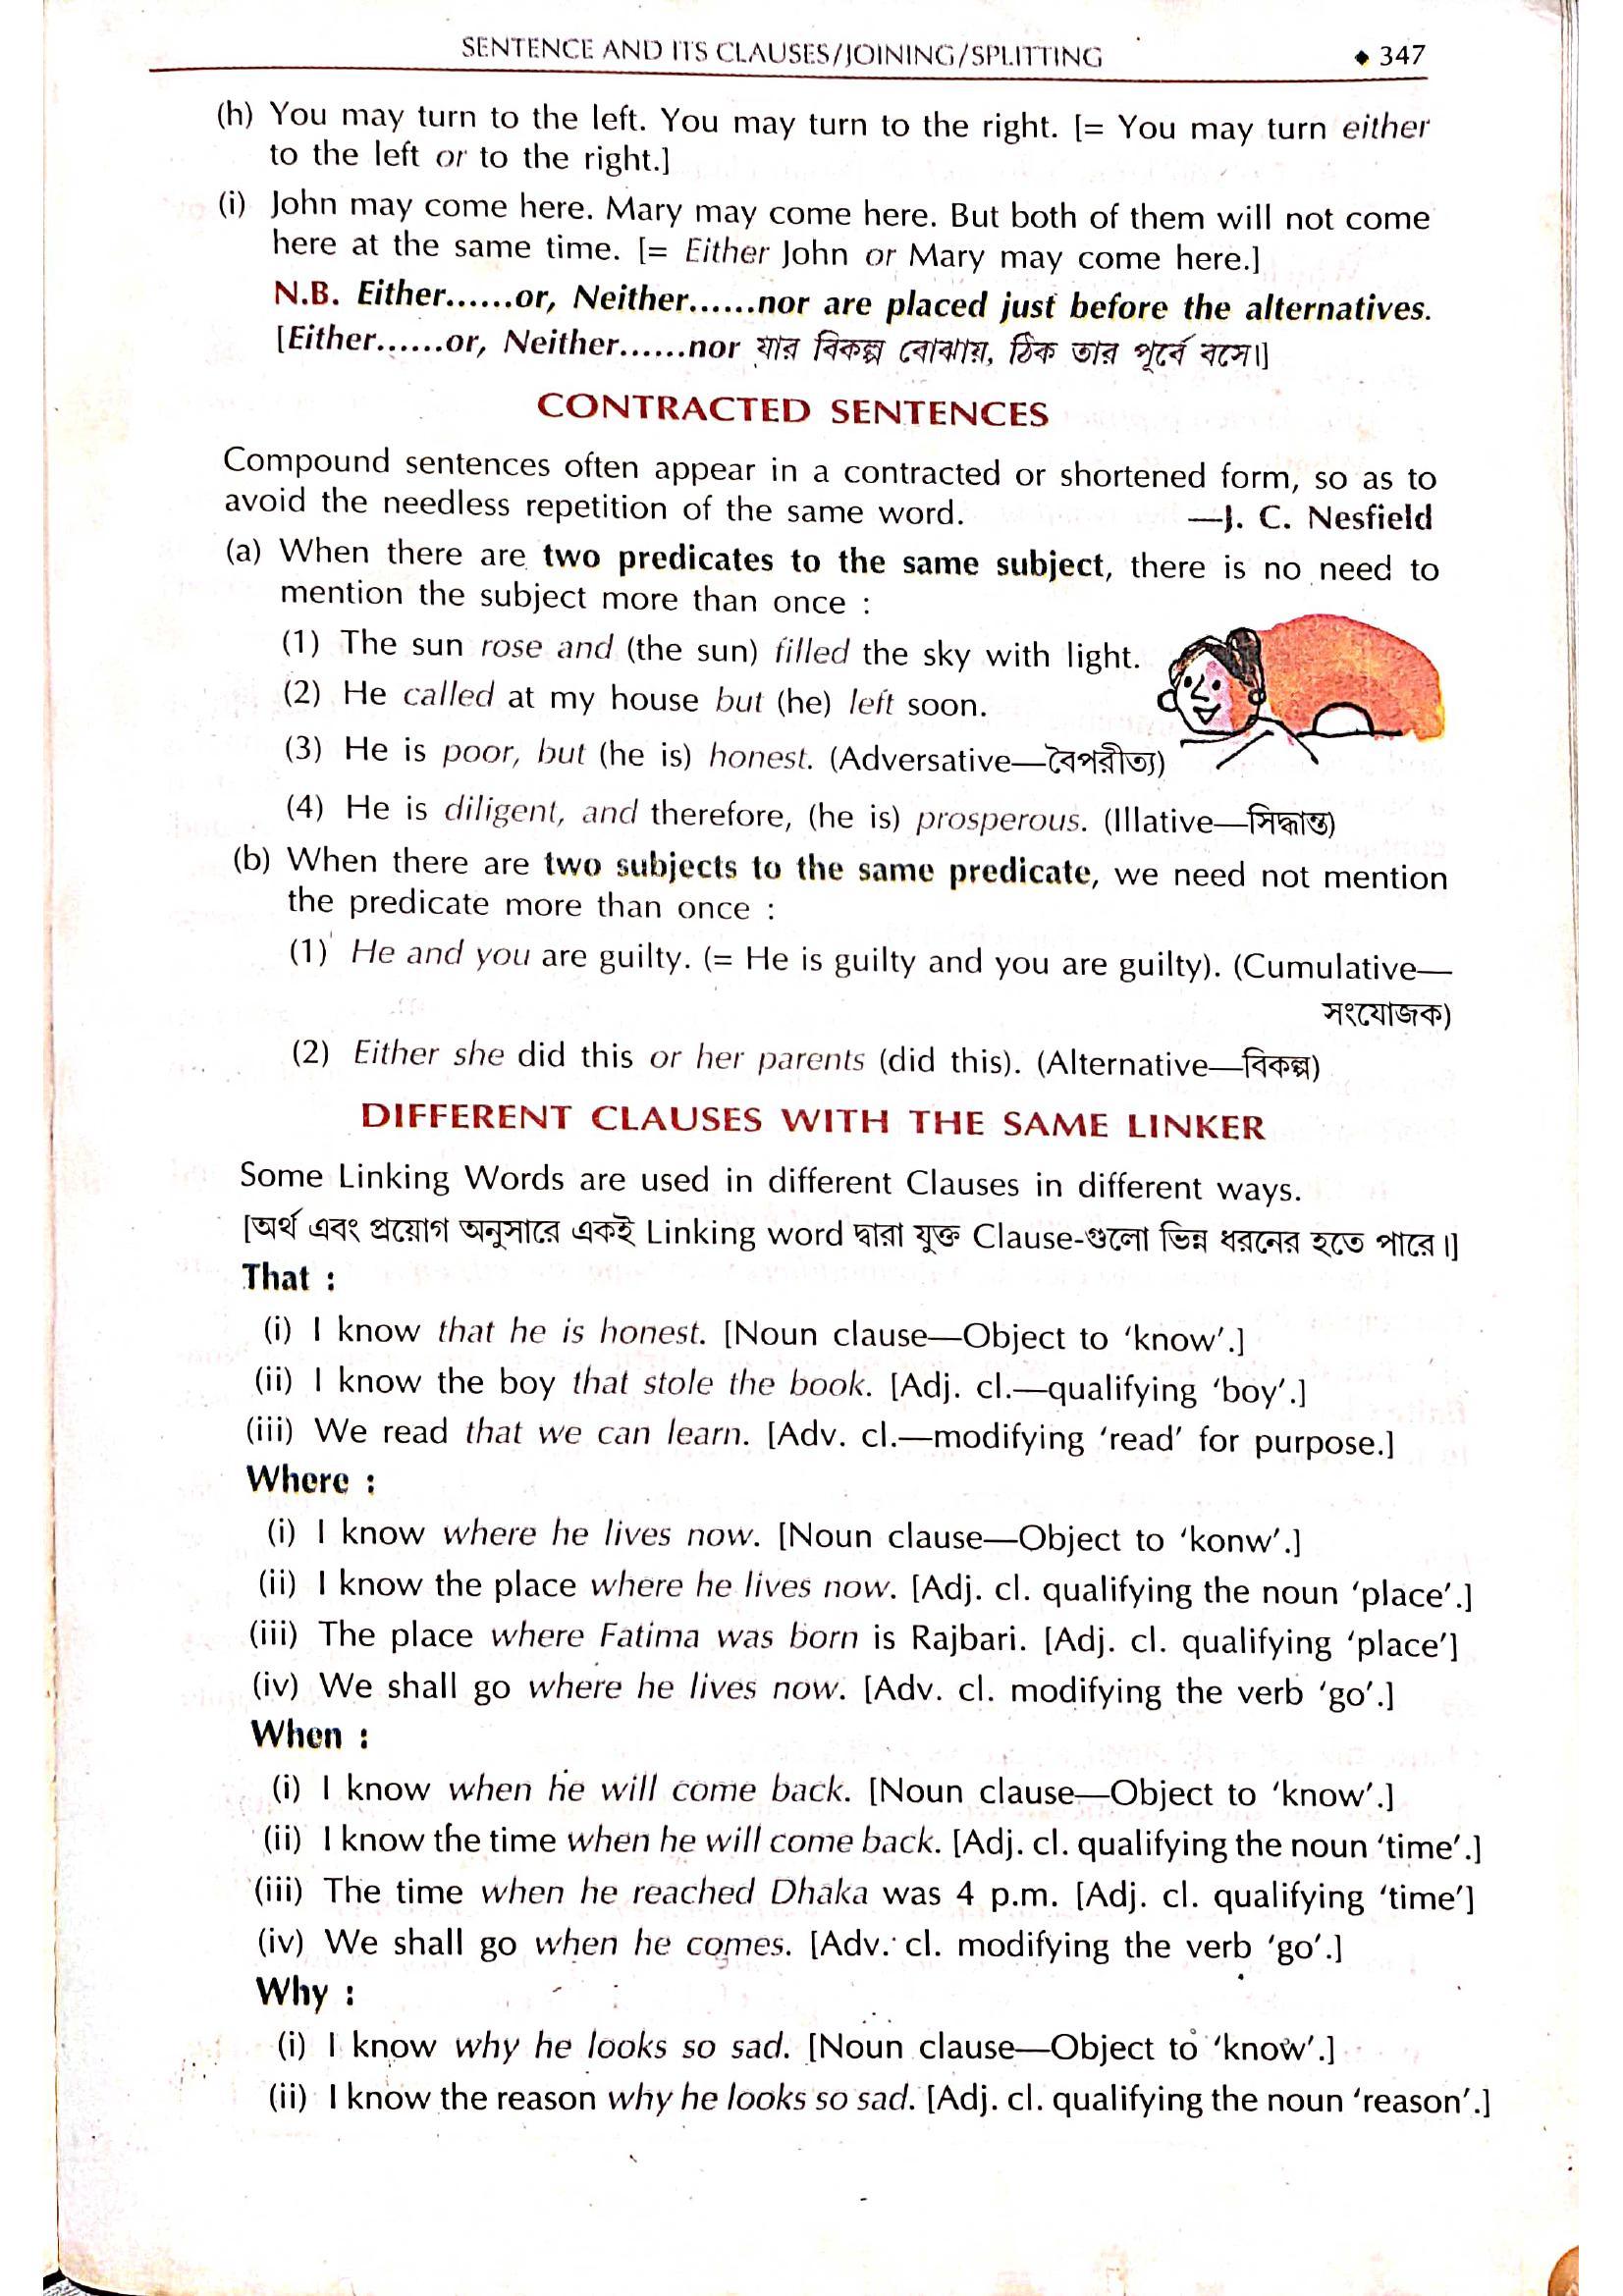 SENTENCE AND ITS CLAUSES/JOINING/SPLITTING ◆ 347
(h) You may turn to the left. You may turn to the right. [= You may turn either
to the left or to the right.]
(i) John may come here. Mary may come here. But both of them will not come
here at the same time. [= Either John or Mary may come here.]
N.B. Either......or, Neither......nor are placed just before the alternatives.
[Either......or, Neither......nor যার বিকল্প বোঝায়, ঠিক তার পূর্বে বসে।]
CONTRACTED SENTENCES
Compound sentences often appear in a contracted or shortened form, so as to
avoid the needless repetition of the same word. —J. C. Nesfield
(a) When there are two predicates to the same subject, there is no need to
mention the subject more than once :
(1) The sun rose and (the sun) filled the sky with light.
(2) He called at my house but (he) left soon.
(3) He is poor, but (he is) honest. (Adversative—বৈপরীত্য)
(4) He is diligent, and therefore, (he is) prosperous. (Illative—সিদ্ধান্ত)
(b) When there are two subjects to the same predicate, we need not mention
the predicate more than once :
(1) He and you are guilty. (= He is guilty and you are guilty). (Cumulative—
সংযোজক)
(2) Either she did this or her parents (did this). (Alternative—বিকল্প)
DIFFERENT CLAUSES WITH THE SAME LINKER
Some Linking Words are used in different Clauses in different ways.
[অর্থ এবং প্রয়োগ অনুসারে একই Linking word দ্বারা যুক্ত Clause-গুলো ভিন্ন ধরনের হতে পারে।]
That :
(i) I know that he is honest. [Noun clause—Object to ‘know’.]
(ii) I know the boy that stole the book. [Adj. cl.—qualifying ‘boy’.]
(iii) We read that we can learn. [Adv. cl.—modifying ‘read’ for purpose.]
Where :
(i) I know where he lives now. [Noun clause—Object to ‘konw’.]
(ii) I know the place where he lives now. [Adj. cl. qualifying the noun ‘place’.]
(iii) The place where Fatima was born is Rajbari. [Adj. cl. qualifying ‘place’]
(iv) We shall go where he lives now. [Adv. cl. modifying the verb ‘go’.]
When :
(i) I know when he will come back. [Noun clause—Object to ‘know’.]
(ii) I know the time when he will come back. [Adj. cl. qualifying the noun ‘time’.]
(iii) The time when he reached Dhaka was 4 p.m. [Adj. cl. qualifying ‘time’]
(iv) We shall go when he comes. [Adv. cl. modifying the verb ‘go’.]
Why :
(i) I know why he looks so sad. [Noun clause—Object to ‘know’.]
(ii) I know the reason why he looks so sad. [Adj. cl. qualifying the noun ‘reason’.]